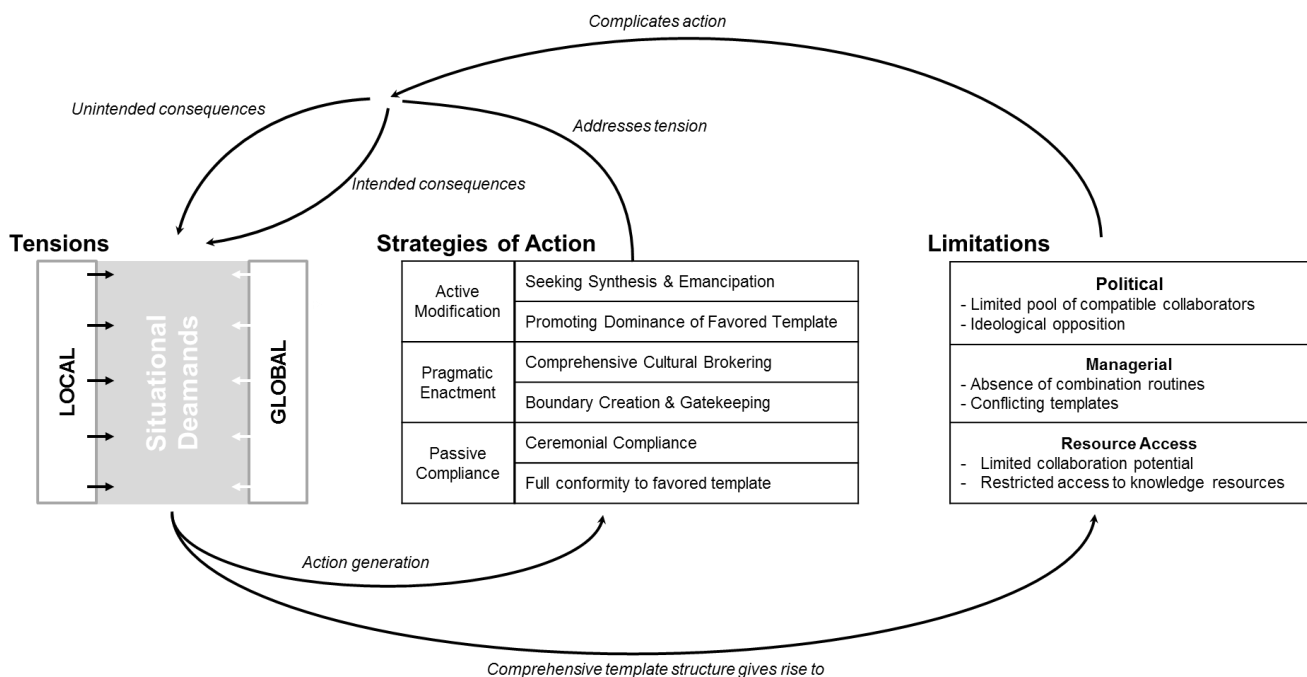 Complicates action
Unintended consequences
Addresses tension
Intended consequences
Tensions
Strategies of Action
Limitations
LOCAL
Situational
Deamands
GLOBAL
Active
Modification
Seeking Synthesis & Emancipation
Promoting Dominance of Favored Template
Pragmatic
Enactment
Comprehensive Cultural Brokering
Boundary Creation & Gatekeeping
Passive
Compliance
Ceremonial Compliance
Full conformity to favored template
Political
- Limited pool of compatible collaborators
- Ideological opposition
Managerial
- Absence of combination routines
- Conflicting templates
Resource Access
- Limited collaboration potential
- Restricted access to knowledge resources
Action generation
Comprehensive template structure gives rise to